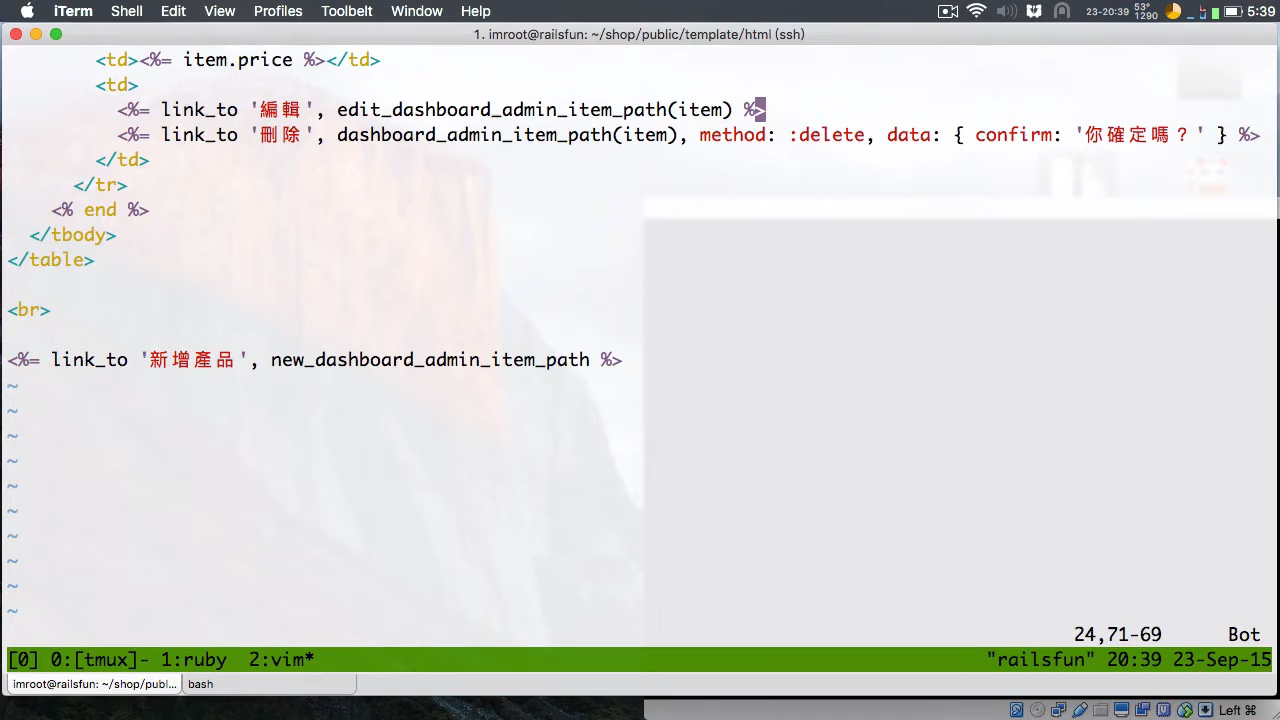 iTerm Shell Edit View Profiles Toolbelt Window Help 23-20:39 53° 1290 5:39
1. imroot@railsfun: ~/shop/public/template/html (ssh)
<td><%= item.price %></td>
<td>
<%= link_to '編輯', edit_dashboard_admin_item_path(item) %>
<%= link_to '刪除', dashboard_admin_item_path(item), method: :delete, data: { confirm: '你確定嗎？' } %>
</td>
</tr>
<% end %>
</tbody>
</table>
<br>
<%= link_to '新增產品', new_dashboard_admin_item_path %>
~
~
~
~
~
~
~
~
~
~
24,71-69 Bot
[0] 0:[tmux]- 1:ruby 2:vim* "railsfun" 20:39 23-Sep-15
imroot@railsfun: ~/shop/publ... bash
Left ⌘